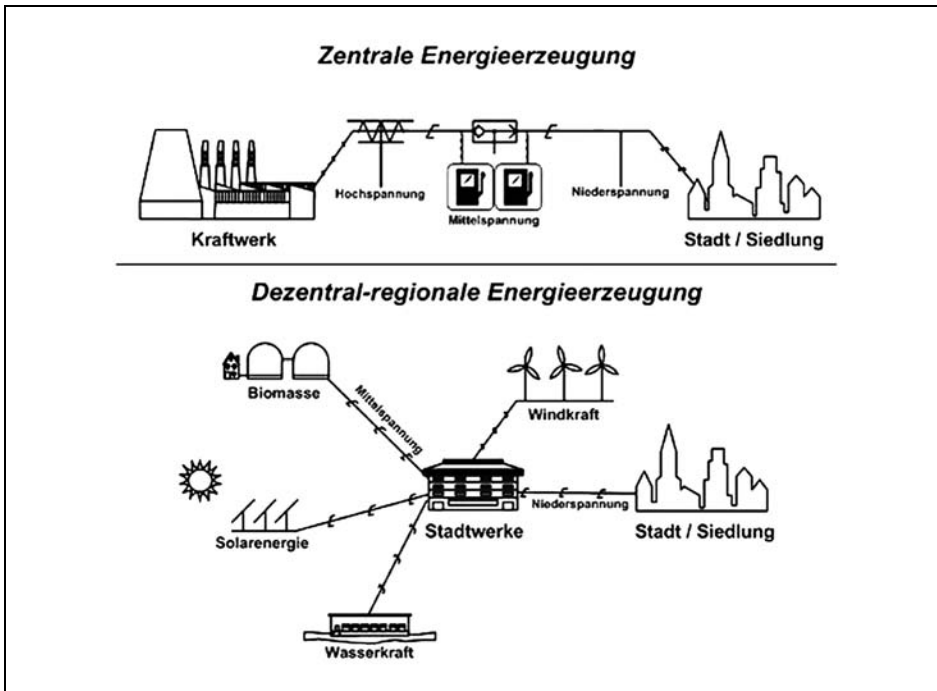 Zentrale Energieerzeugung
Hochspannung
Mittelspannung
Niederspannung
Kraftwerk
Stadt / Siedlung
Dezentral-regionale Energieerzeugung
Biomasse
Mittelspannung
Windkraft
Solarenergie
Stadtwerke
Niederspannung
Stadt / Siedlung
Wasserkraft